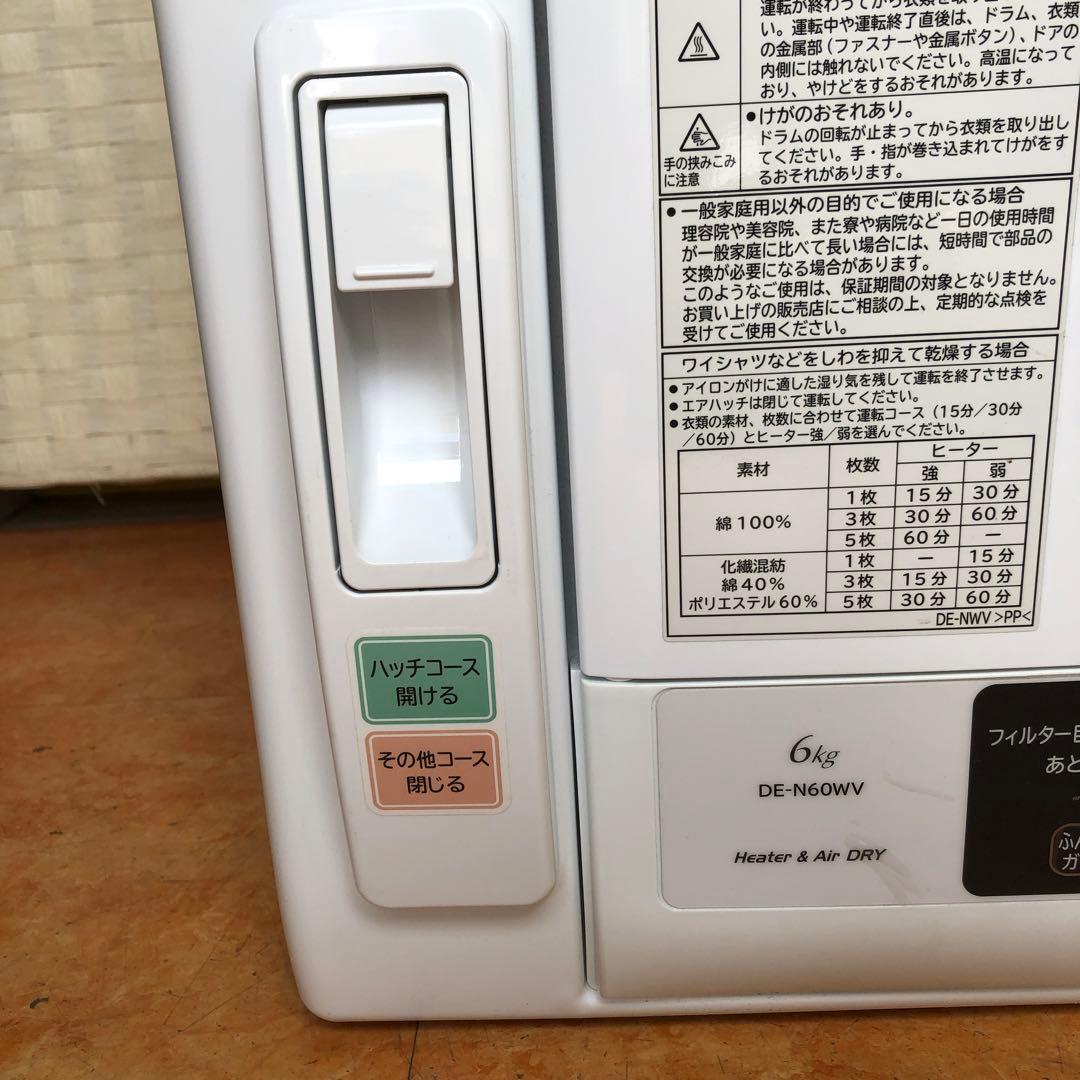 運転が終わってから衣類を取り出
い。運転中や運転終了直後は、ドラム、衣類
の金属部(ファスナーや金属ボタン)、ドアの
内側には触れないでください。高温になって
おり、やけどをするおそれがあります。
手の挟みこみ
に注意
●けがのおそれあり。
ドラムの回転が止まってから衣類を取り出し
てください。手・指が巻き込まれてけがをす
るおそれがあります。
●一般家庭用以外の目的でご使用になる場合
理容院や美容院、また寮や病院など一日の使用時間
が一般家庭に比べて長い場合には、短時間で部品の
交換が必要になる場合があります。
このようなご使用は、保証期間の対象となりません。
お買い上げの販売店にご相談の上、定期的な点検を
受けてご使用ください。
ワイシャツなどをしわを抑えて乾燥する場合
●アイロンがけに適した湿り気を残して運転を終了させます。
●エアハッチは閉じて運転してください。
●衣類の素材、枚数に合わせて運転コース(15分/30分
/60分)とヒーター強/弱を選んでください。
素材 枚数 ヒーター
強 弱
綿100% 1枚 15分 30分
3枚 30分 60分
5枚 60分 —
化繊混紡 綿40% ポリエステル60% 1枚 — 15分
3枚 15分 30分
5枚 30分 60分
DE-NWV >PP<
ハッチコース
開ける
その他コース
閉じる
6kg
DE-N60WV
Heater & Air DRY
フィルター
あと